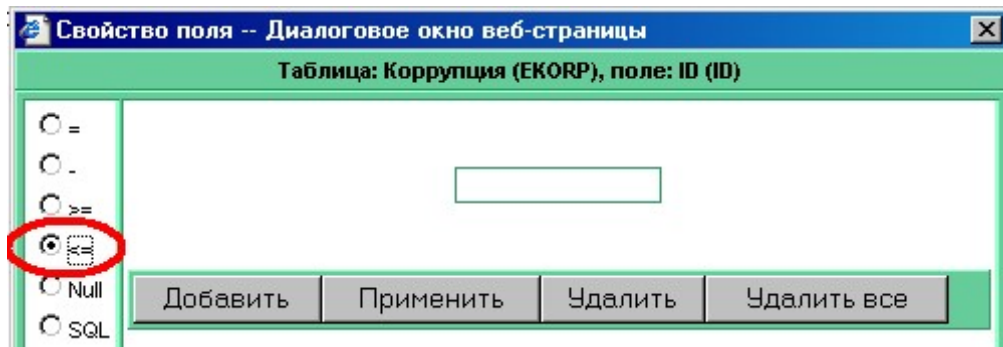 Свойство поля -- Диалоговое окно веб-страницы
Таблица: Коррупция (EKORP), поле: ID (ID)
=
-
>=
<=
Null
SQL
Добавить Применить Удалить Удалить все